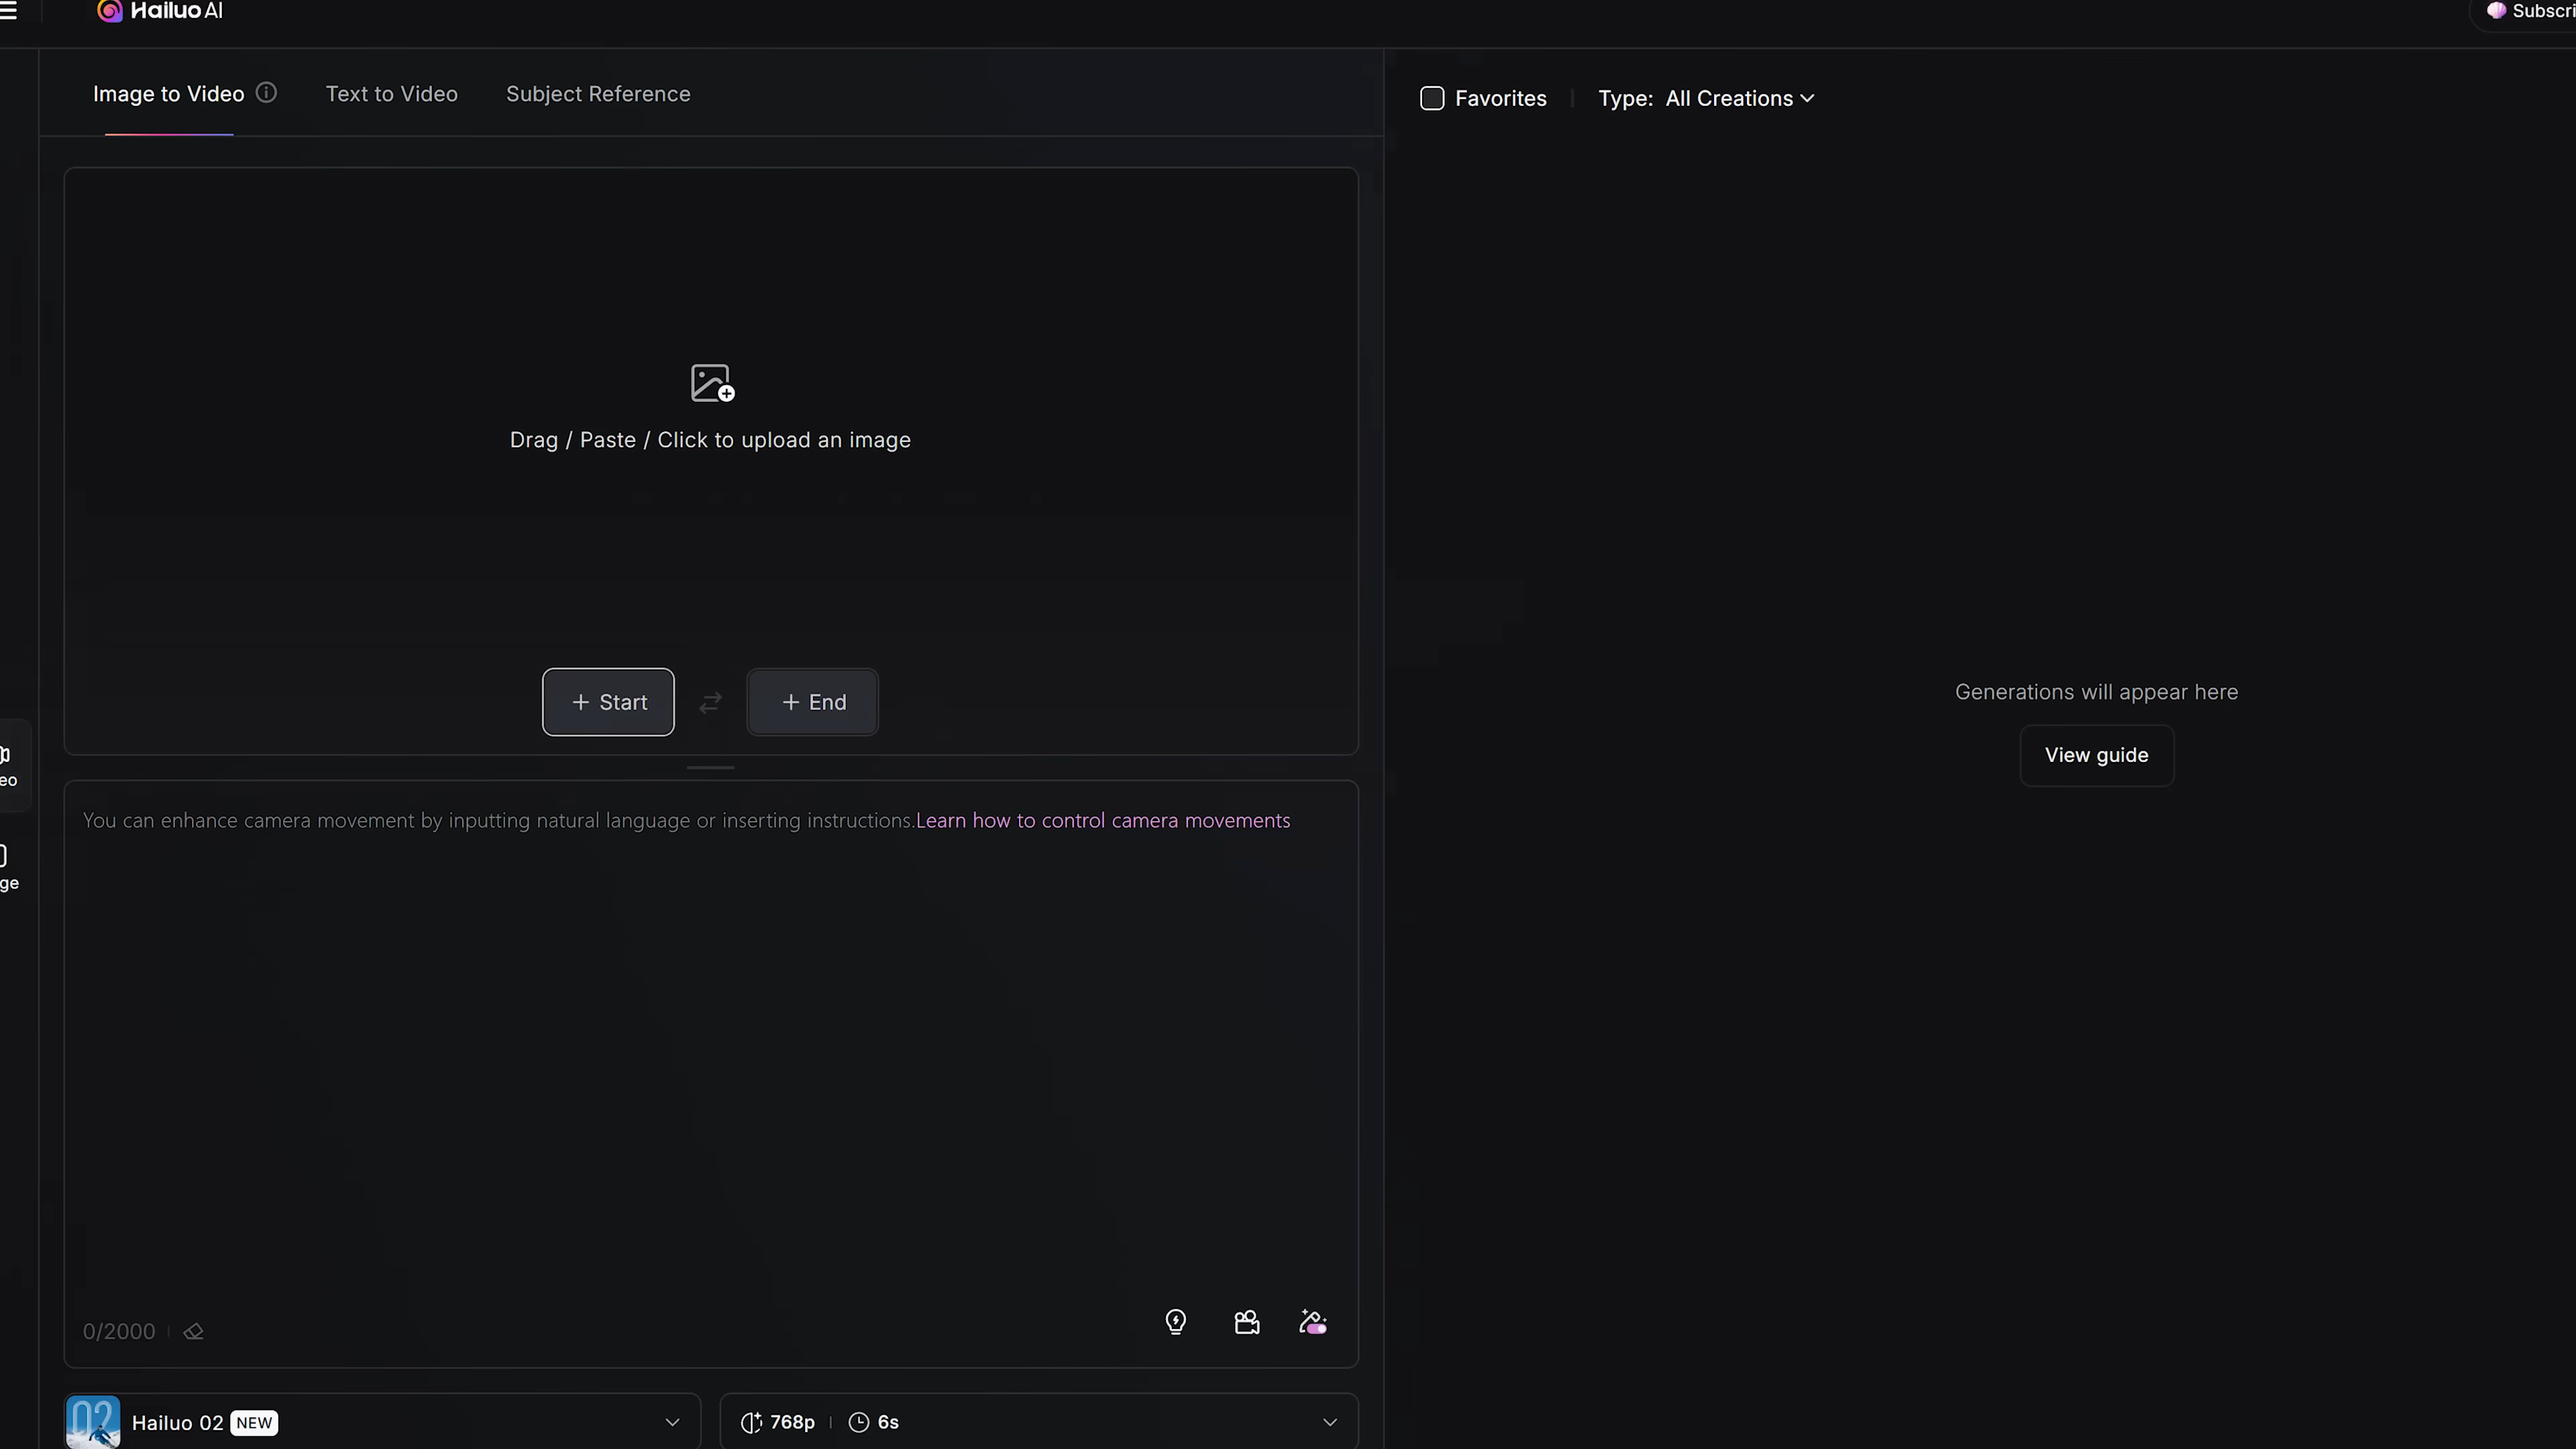 Hailuo AI
Subscri
Image to Video
Text to Video
Subject Reference
Favorites
Type: All Creations
Drag / Paste / Click to upload an image
+ Start
+ End
Generations will appear here
View guide
eo
ge
You can enhance camera movement by inputting natural language or inserting instructions.Learn how to control camera movements
0/2000
02
Hailuo 02 NEW
768p
6s